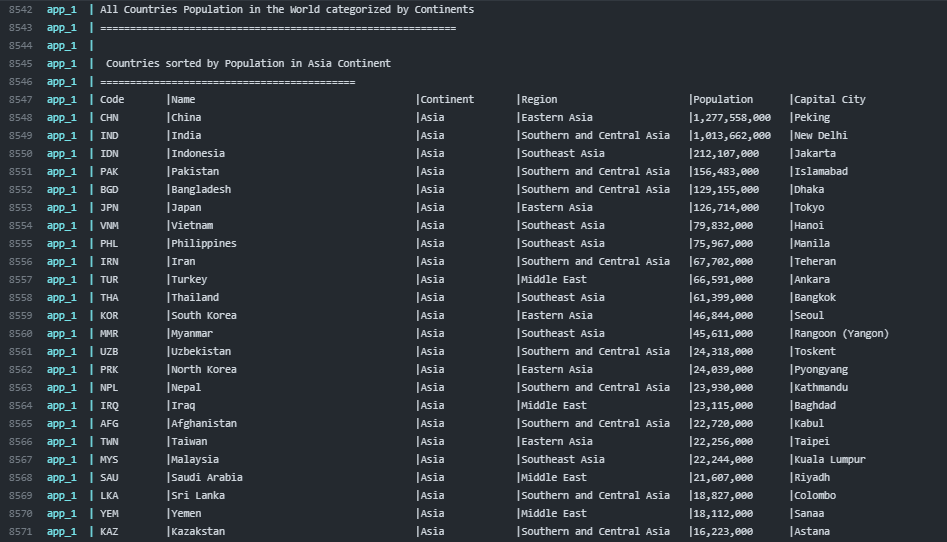 8542 app_1 | All Countries Population in the World categorized by Continents
8543 app_1 | ============================================================
8544 app_1 |
8545 app_1 | Countries sorted by Population in Asia Continent
8546 app_1 | ===========================================
8547 app_1 | Code |Name |Continent |Region |Population |Capital City
8548 app_1 | CHN |China |Asia |Eastern Asia |1,277,558,000 |Peking
8549 app_1 | IND |India |Asia |Southern and Central Asia |1,013,662,000 |New Delhi
8550 app_1 | IDN |Indonesia |Asia |Southeast Asia |212,107,000 |Jakarta
8551 app_1 | PAK |Pakistan |Asia |Southern and Central Asia |156,483,000 |Islamabad
8552 app_1 | BGD |Bangladesh |Asia |Southern and Central Asia |129,155,000 |Dhaka
8553 app_1 | JPN |Japan |Asia |Eastern Asia |126,714,000 |Tokyo
8554 app_1 | VNM |Vietnam |Asia |Southeast Asia |79,832,000 |Hanoi
8555 app_1 | PHL |Philippines |Asia |Southeast Asia |75,967,000 |Manila
8556 app_1 | IRN |Iran |Asia |Southern and Central Asia |67,702,000 |Teheran
8557 app_1 | TUR |Turkey |Asia |Middle East |66,591,000 |Ankara
8558 app_1 | THA |Thailand |Asia |Southeast Asia |61,399,000 |Bangkok
8559 app_1 | KOR |South Korea |Asia |Eastern Asia |46,844,000 |Seoul
8560 app_1 | MMR |Myanmar |Asia |Southeast Asia |45,611,000 |Rangoon (Yangon)
8561 app_1 | UZB |Uzbekistan |Asia |Southern and Central Asia |24,318,000 |Toskent
8562 app_1 | PRK |North Korea |Asia |Eastern Asia |24,039,000 |Pyongyang
8563 app_1 | NPL |Nepal |Asia |Southern and Central Asia |23,930,000 |Kathmandu
8564 app_1 | IRQ |Iraq |Asia |Middle East |23,115,000 |Baghdad
8565 app_1 | AFG |Afghanistan |Asia |Southern and Central Asia |22,720,000 |Kabul
8566 app_1 | TWN |Taiwan |Asia |Eastern Asia |22,256,000 |Taipei
8567 app_1 | MYS |Malaysia |Asia |Southeast Asia |22,244,000 |Kuala Lumpur
8568 app_1 | SAU |Saudi Arabia |Asia |Middle East |21,607,000 |Riyadh
8569 app_1 | LKA |Sri Lanka |Asia |Southern and Central Asia |18,827,000 |Colombo
8570 app_1 | YEM |Yemen |Asia |Middle East |18,112,000 |Sanaa
8571 app_1 | KAZ |Kazakstan |Asia |Southern and Central Asia |16,223,000 |Astana